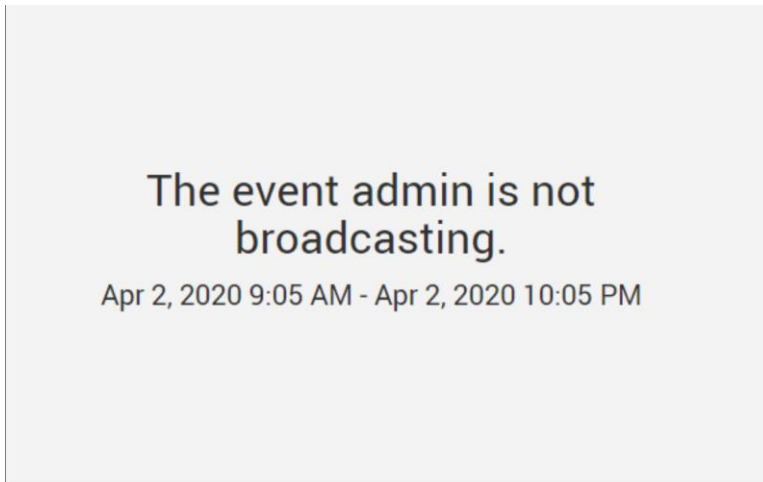 The event admin is not
broadcasting.
Apr 2, 2020 9:05 AM - Apr 2, 2020 10:05 PM